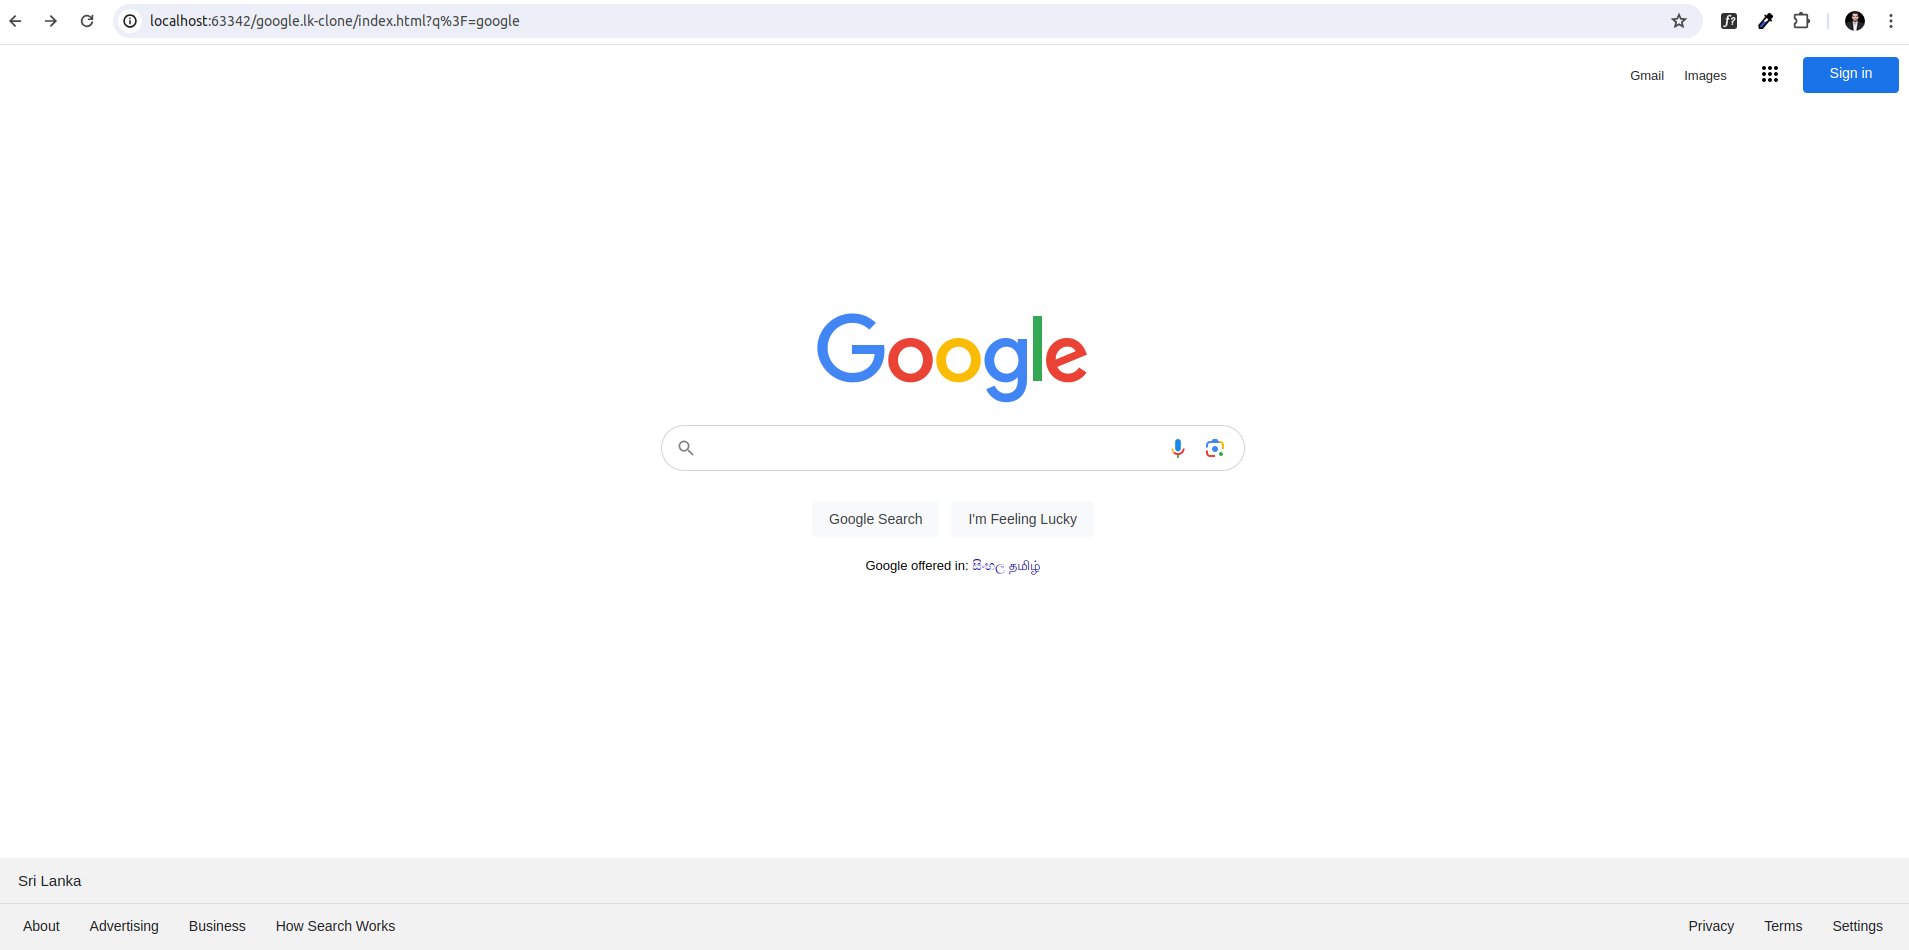 localhost:63342/google.lk-clone/index.html?q%3F=google
Gmail Images Sign in
Google
Google Search I'm Feeling Lucky
Google offered in: සිංහල தமிழ்
Sri Lanka
About Advertising Business How Search Works Privacy Terms Settings